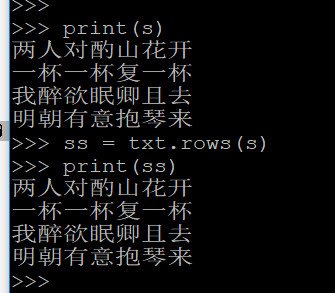 >>>
>>> print(s)
两人对酌山花开
一杯一杯复一杯
我醉欲眠卿且去
明朝有意抱琴来
>>> ss = txt.rows(s)
>>> print(ss)
两人对酌山花开
一杯一杯复一杯
我醉欲眠卿且去
明朝有意抱琴来
>>>